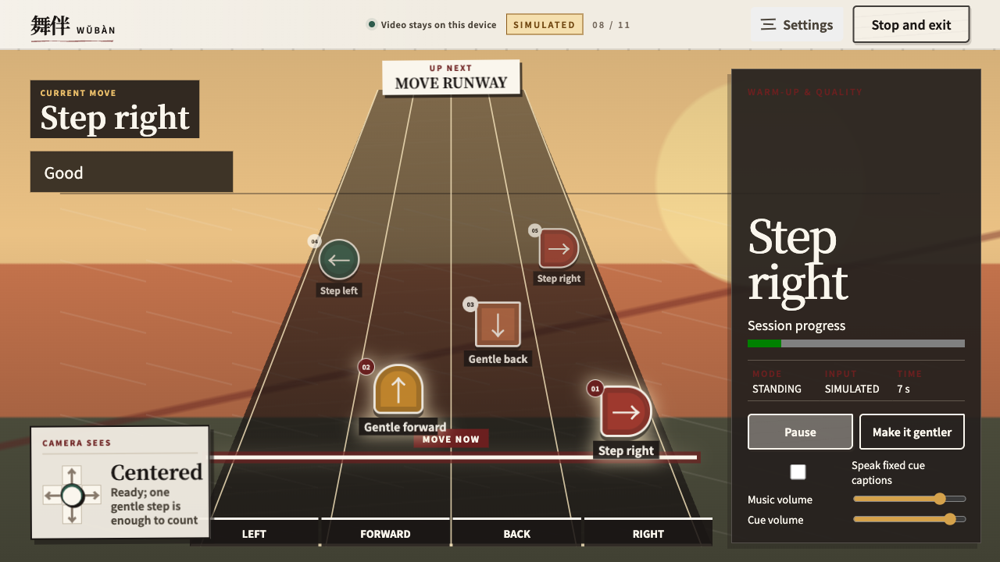 舞伴 WŬBÀN
Video stays on this device
SIMULATED
08 / 11
Settings
Stop and exit
UP NEXT
MOVE RUNWAY
CURRENT MOVE
Step right
Good
WARM-UP & QUALITY
Step
right
Session progress
MODE INPUT TIME
STANDING SIMULATED 7 s
Pause
Make it gentler
Speak fixed cue
captions
Music volume
Cue volume
04
Step left
05
Step right
03
Gentle back
02
Gentle forward
01
Step right
MOVE NOW
CAMERA SEES
Centered
Ready; one
gentle step is
enough to count
LEFT FORWARD BACK RIGHT